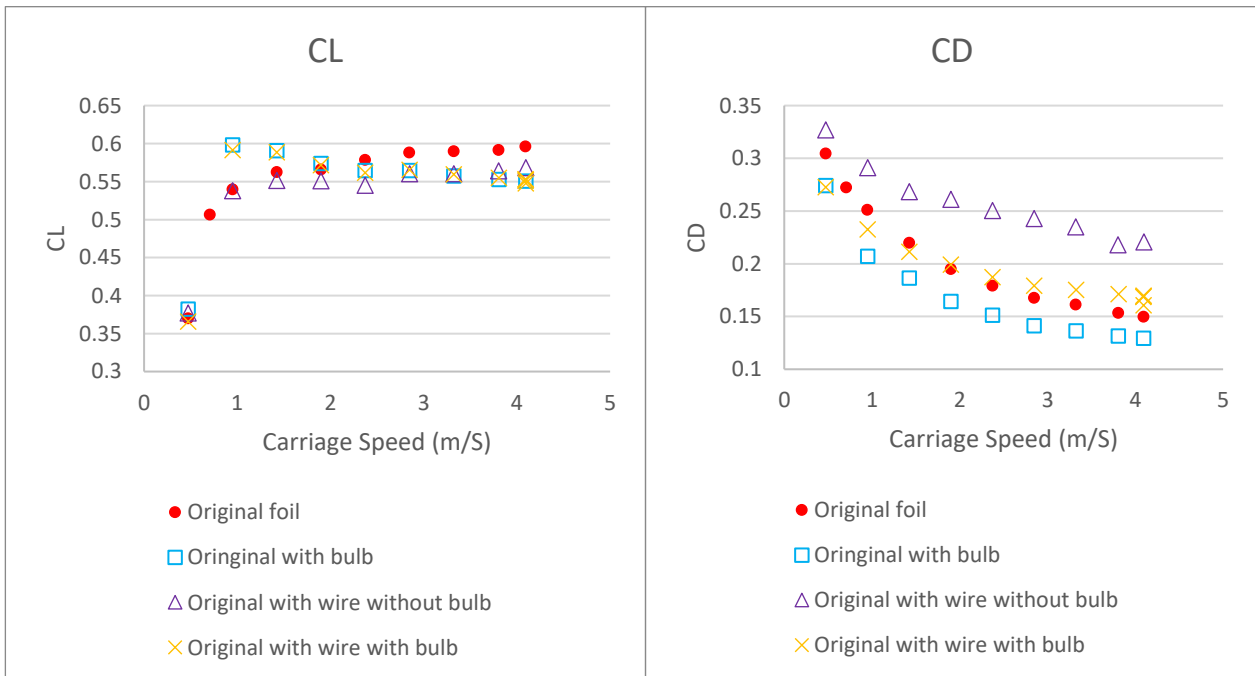 CL
0.65
0.6
0.55
0.5
0.45
0.4
0.35
0.3
CL
0 1 2 3 4 5
Carriage Speed (m/S)
Original foil
Oringinal with bulb
Original with wire without bulb
Original with wire with bulb
CD
0.35
0.3
0.25
0.2
0.15
0.1
CD
0 1 2 3 4 5
Carriage Speed (m/S)
Original foil
Oringinal with bulb
Original with wire without bulb
Original with wire with bulb